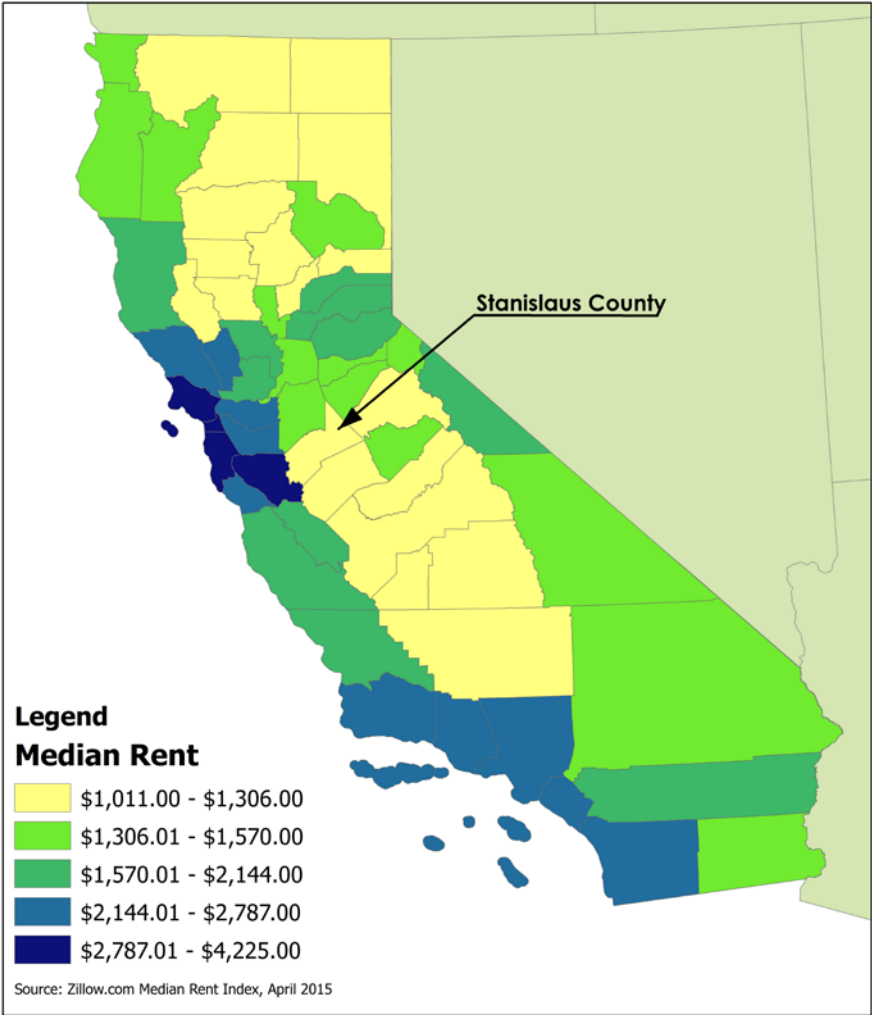 Stanislaus County
Legend
Median Rent
$1,011.00 - $1,306.00
$1,306.01 - $1,570.00
$1,570.01 - $2,144.00
$2,144.01 - $2,787.00
$2,787.01 - $4,225.00
Source: Zillow.com Median Rent Index, April 2015